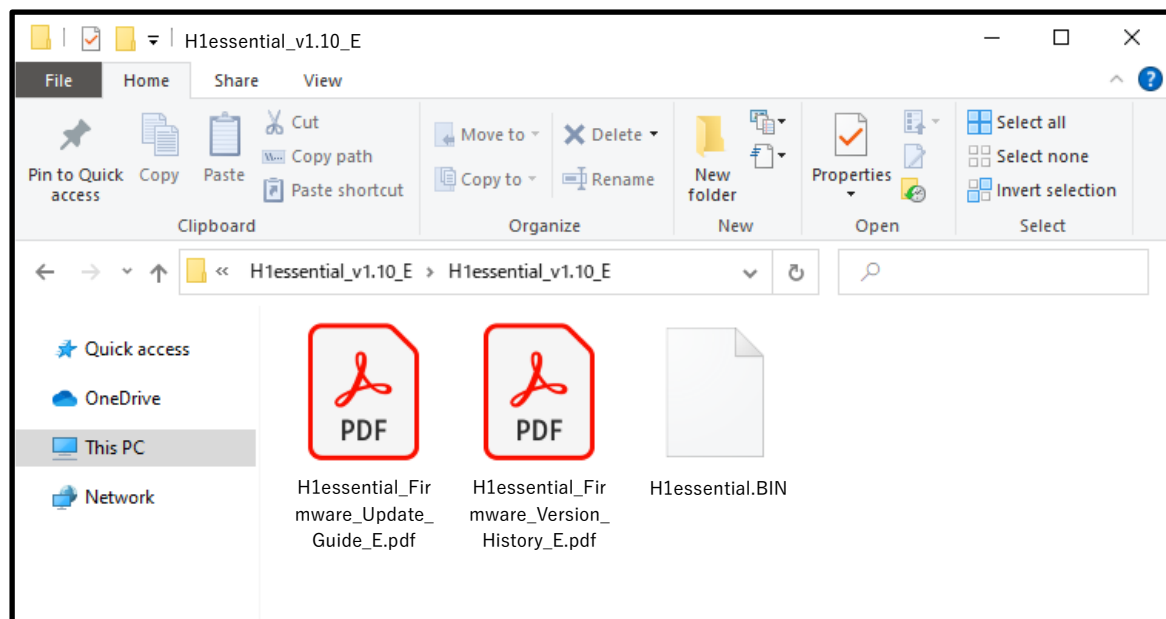 H1essential_v1.10_E
File Home Share View
?
Pin to Quick access
Copy
Paste
Cut
Copy path
Paste shortcut
Clipboard
Move to
Copy to
Delete
Rename
Organize
New folder
New
Properties
Open
Select all
Select none
Invert selection
Select
« H1essential_v1.10_E > H1essential_v1.10_E
Quick access
OneDrive
This PC
Network
PDF
H1essential_Fir
mware_Update_
Guide_E.pdf
PDF
H1essential_Fir
mware_Version_
History_E.pdf
H1essential.BIN